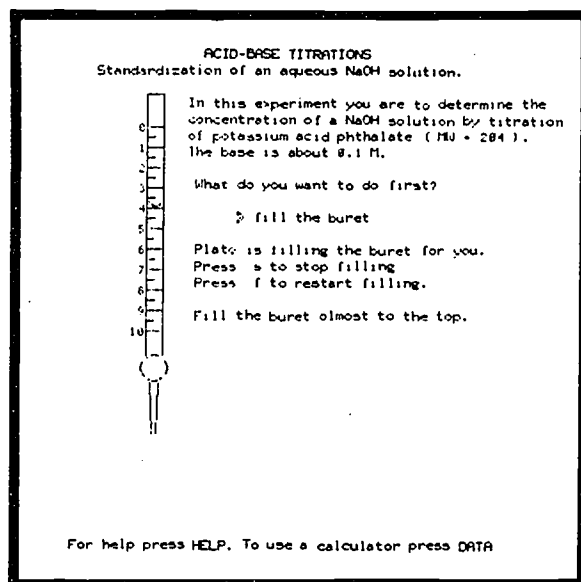 ACID-BASE TITRATIONS
Standardization of an aqueous NaOH solution.
In this experiment you are to determine the
concentration of a NaOH solution by titration
of potassium acid phthalate ( MW = 204 ).
The base is about 0.1 M.
What do you want to do first?
fill the buret
Plato is filling the buret for you.
Press s to stop filling
Press f to restart filling.
Fill the buret almost to the top.
0
1
2
3
4
5
6
7
8
9
10
For help press HELP. To use a calculator press DATA